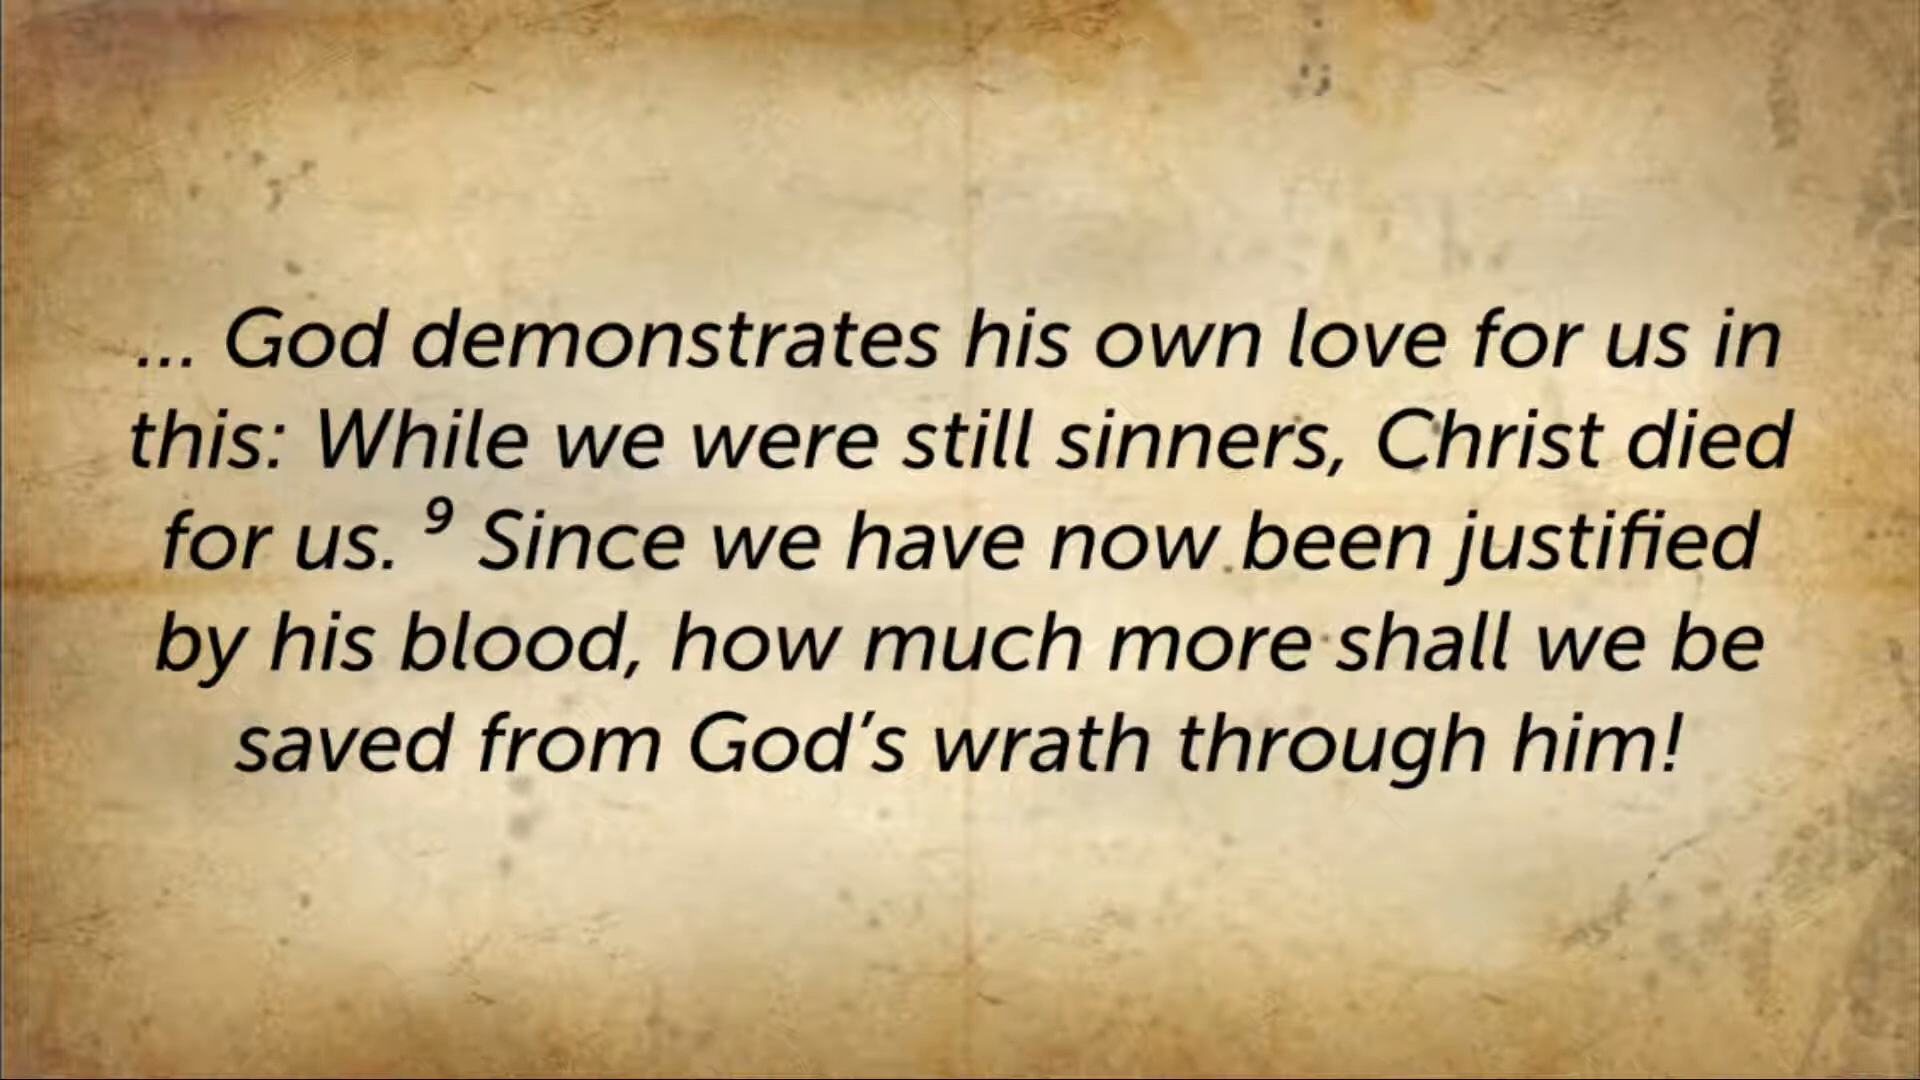 ... God demonstrates his own love for us in
this: While we were still sinners, Christ died
for us. ⁹ Since we have now been justified
by his blood, how much more shall we be
saved from God’s wrath through him!